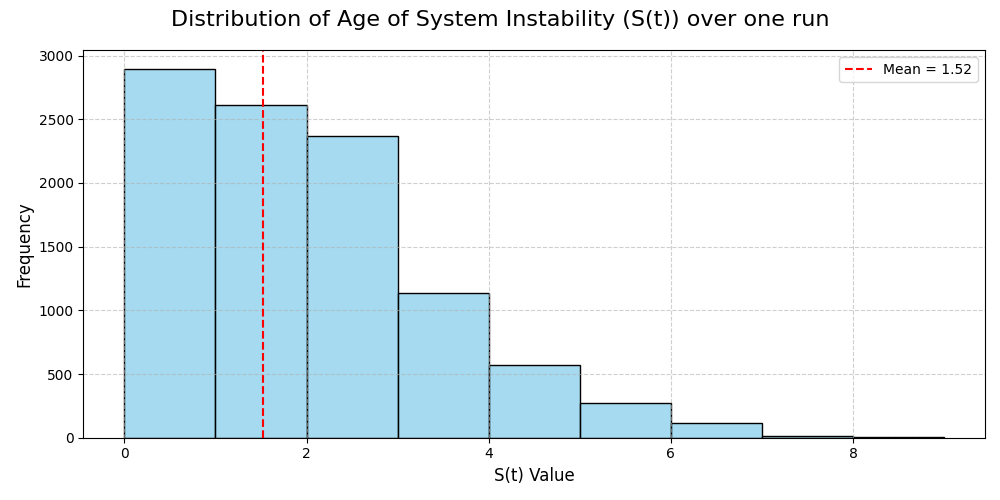 Distribution of Age of System Instability (S(t)) over one run
3000
2500
2000
1500
1000
500
0
Frequency
Mean = 1.52
0 2 4 6 8
S(t) Value